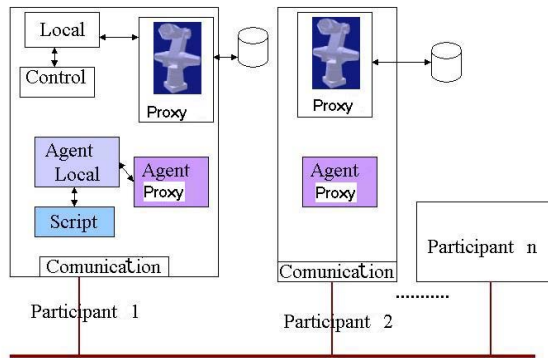 Local
Control
Proxy
Agent
Local
Agent
Proxy
Script
Comunication
Participant 1
Proxy
Agent
Proxy
Comunication
Participant 2
Participant n